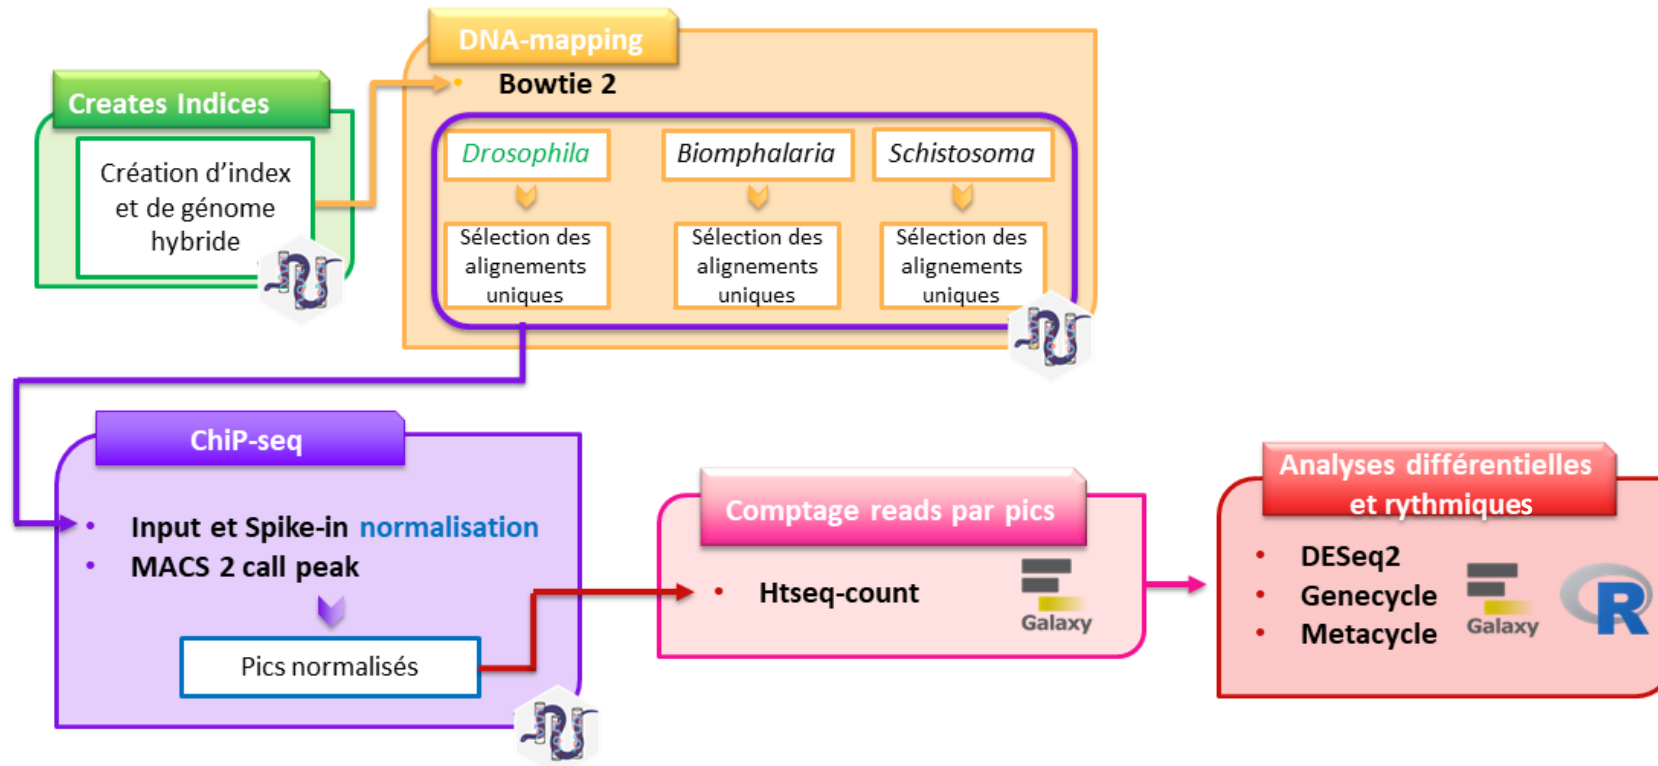 Creates Indices
Création d'index
et de génome
hybride
DNA-mapping
• Bowtie 2
Drosophila
Biomphalaria
Schistosoma
Sélection des
alignements
uniques
Sélection des
alignements
uniques
Sélection des
alignements
uniques
ChiP-seq
• Input et Spike-in normalisation
• MACS 2 call peak
Pics normalisés
Comptage reads par pics
• Htseq-count
Galaxy
Analyses différentielles
et rythmiques
• DESeq2
• Genecycle
• Metacycle
Galaxy
R